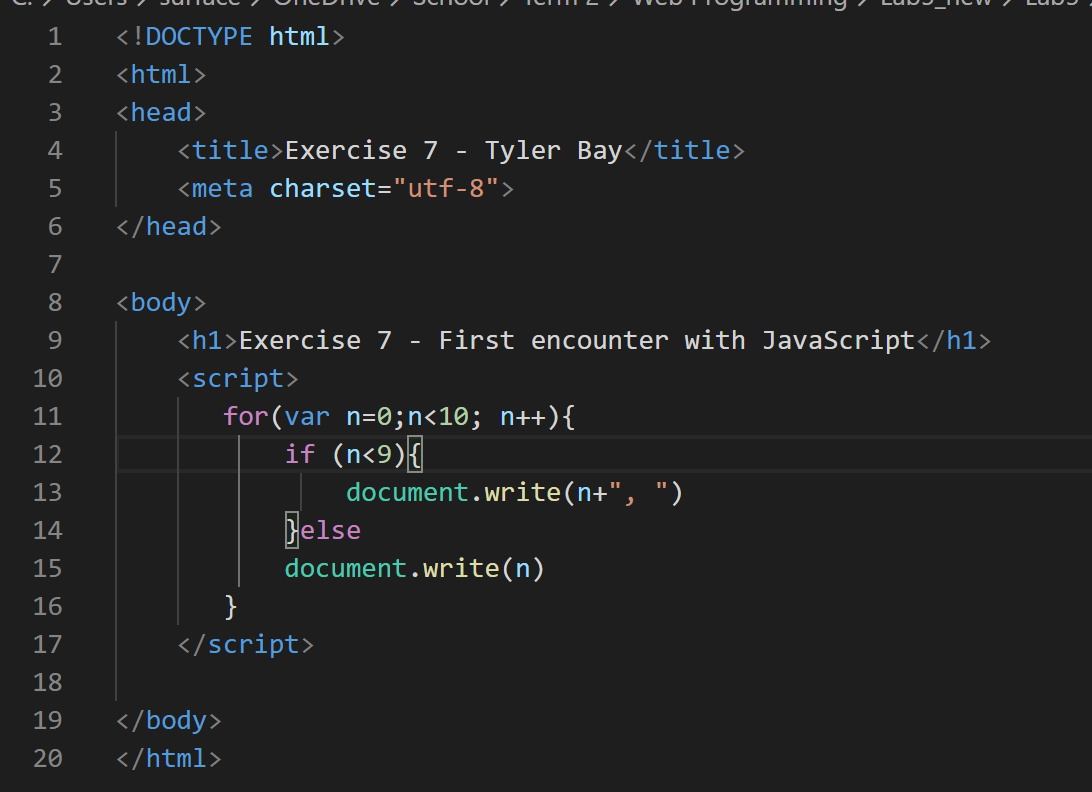 C: > Users > surface > OneDrive > School > Term 2 > Web Programming > Lab5_new > Lab5
1 <!DOCTYPE html>
2 <html>
3 <head>
4     <title>Exercise 7 - Tyler Bay</title>
5     <meta charset="utf-8">
6 </head>
7
8 <body>
9     <h1>Exercise 7 - First encounter with JavaScript</h1>
10     <script>
11        for(var n=0;n<10; n++){
12            if (n<9){
13                document.write(n+", ")
14            }else
15            document.write(n)
16        }
17     </script>
18
19 </body>
20 </html>